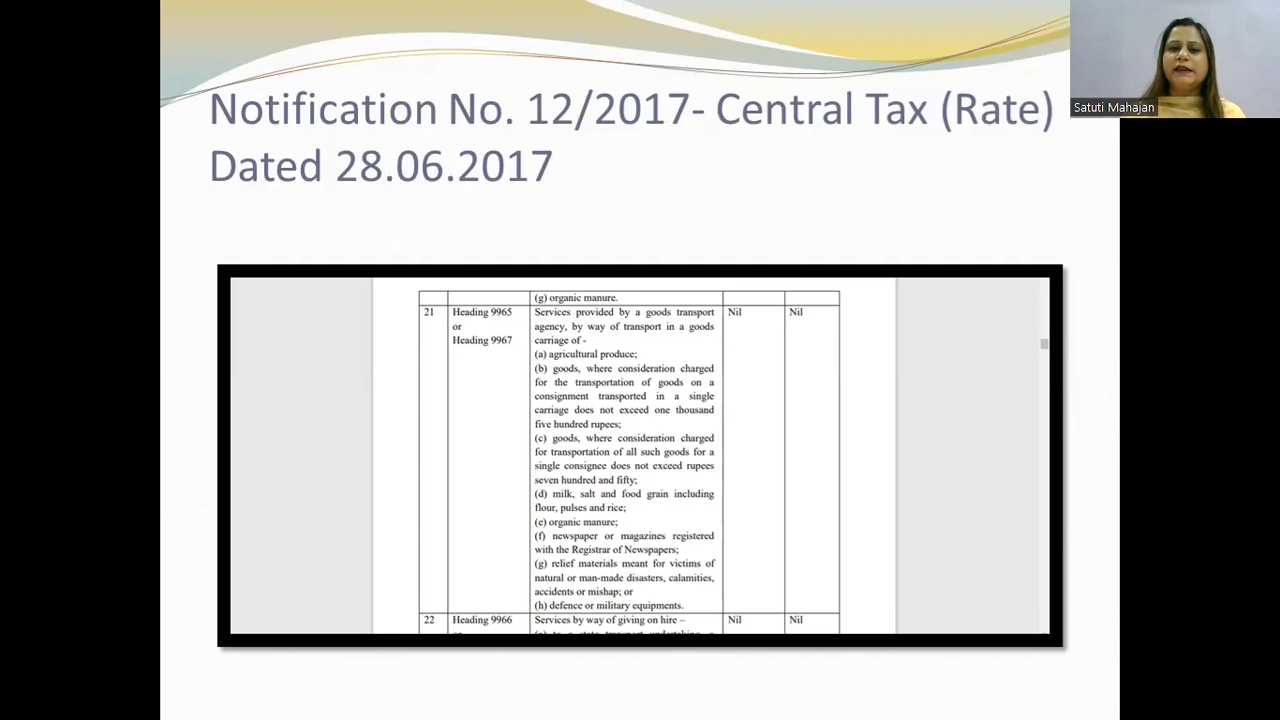 Satuti Mahajan
Notification No. 12/2017- Central Tax (Rate)
Dated 28.06.2017
(g) organic manure.
21 Heading 9965 Services provided by a goods transport Nil Nil
or agency, by way of transport in a goods
Heading 9967 carriage of -
(a) agricultural produce;
(b) goods, where consideration charged
for the transportation of goods on a
consignment transported in a single
carriage does not exceed one thousand
five hundred rupees;
(c) goods, where consideration charged
for transportation of all such goods for a
single consignee does not exceed rupees
seven hundred and fifty;
(d) milk, salt and food grain including
flour, pulses and rice;
(e) organic manure;
(f) newspaper or magazines registered
with the Registrar of Newspapers;
(g) relief materials meant for victims of
natural or man-made disasters, calamities,
accidents or mishap; or
(h) defence or military equipments.
22 Heading 9966 Services by way of giving on hire – Nil Nil